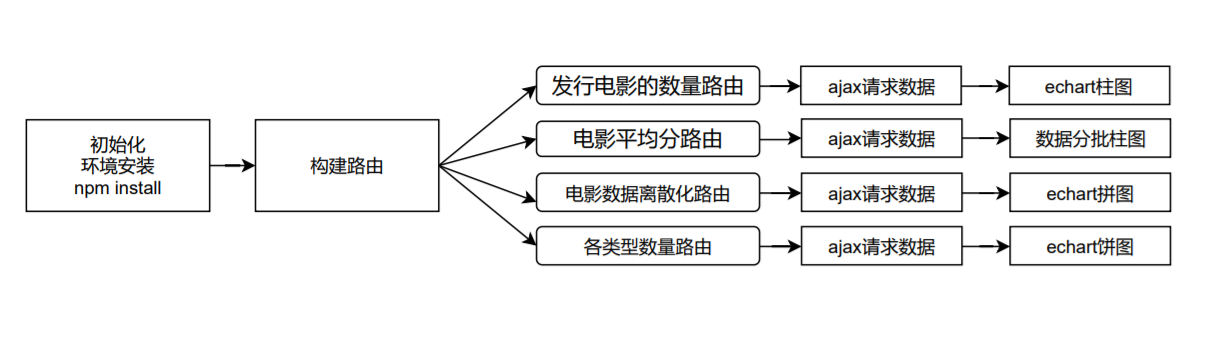 初始化
环境安装
npm install
构建路由
发行电影的数量路由
ajax请求数据
echart柱图
电影平均分路由
ajax请求数据
数据分批柱图
电影数据离散化路由
ajax请求数据
echart拼图
各类型数量路由
ajax请求数据
echart饼图